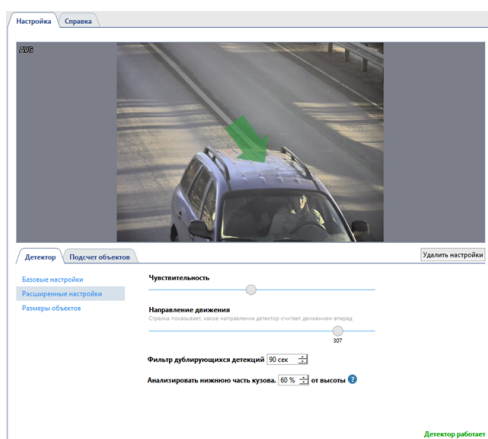 Настройка Справка
Детектор Подсчет объектов Удалить настройки
Базовые настройки
Расширенные настройки
Размеры объектов
Чувствительность
Направление движения
Стрелка показывает, какое направление детектор считает движением вперед
307
Фильтр дублирующихся детекций 90 сек
Анализировать нижнюю часть кузова. 60 % от высоты ?
Детектор работает